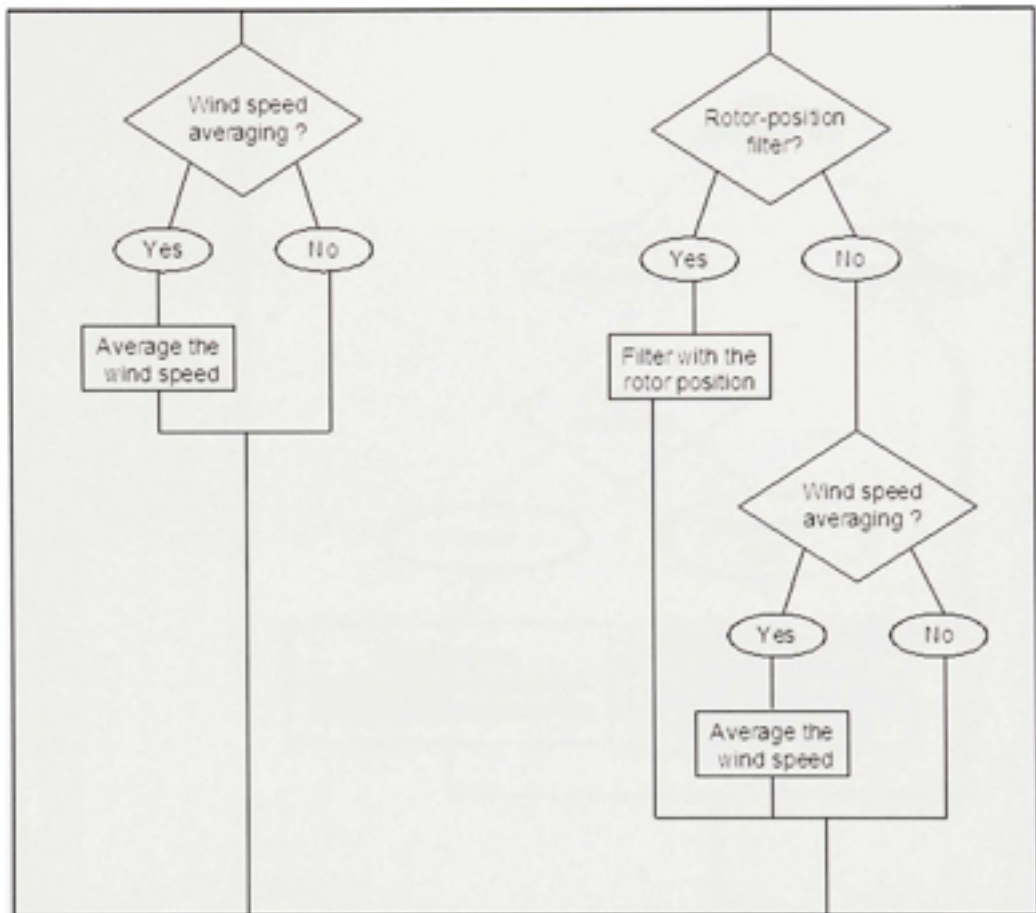 Wind speed
averaging ?
Yes
No
Average the
wind speed
Rotor-position
filter?
Yes
No
Filter with the
rotor position
Wind speed
averaging ?
Yes
No
Average the
wind speed